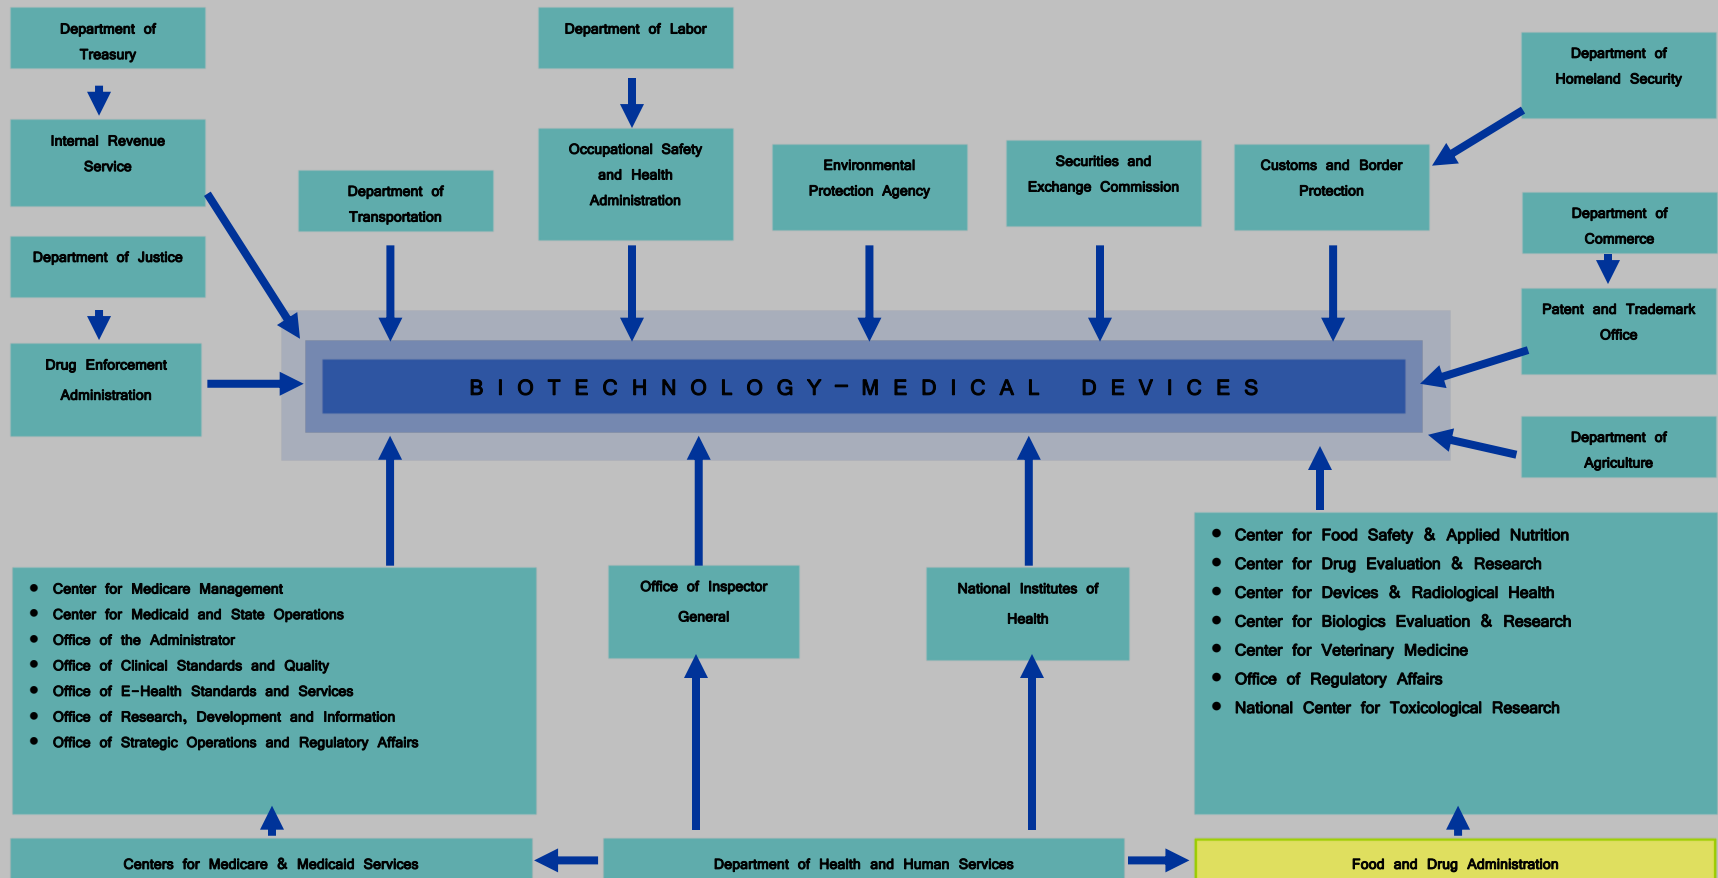 Department of
Treasury
Department of Labor
Department of
Homeland Security
Internal Revenue
Service
Occupational Safety
and Health
Administration
Environmental
Protection Agency
Securities and
Exchange Commission
Customs and Border
Protection
Department of
Transportation
Department of
Commerce
Department of Justice
Patent and Trademark
Office
Drug Enforcement
Administration
BIOTECHNOLOGY-MEDICAL DEVICES
Department of
Agriculture
• Center for Medicare Management
• Center for Medicaid and State Operations
• Office of the Administrator
• Office of Clinical Standards and Quality
• Office of E-Health Standards and Services
• Office of Research, Development and Information
• Office of Strategic Operations and Regulatory Affairs
Office of Inspector
General
National Institutes of
Health
• Center for Food Safety & Applied Nutrition
• Center for Drug Evaluation & Research
• Center for Devices & Radiological Health
• Center for Biologics Evaluation & Research
• Center for Veterinary Medicine
• Office of Regulatory Affairs
• National Center for Toxicological Research
Centers for Medicare & Medicaid Services
Department of Health and Human Services
Food and Drug Administration